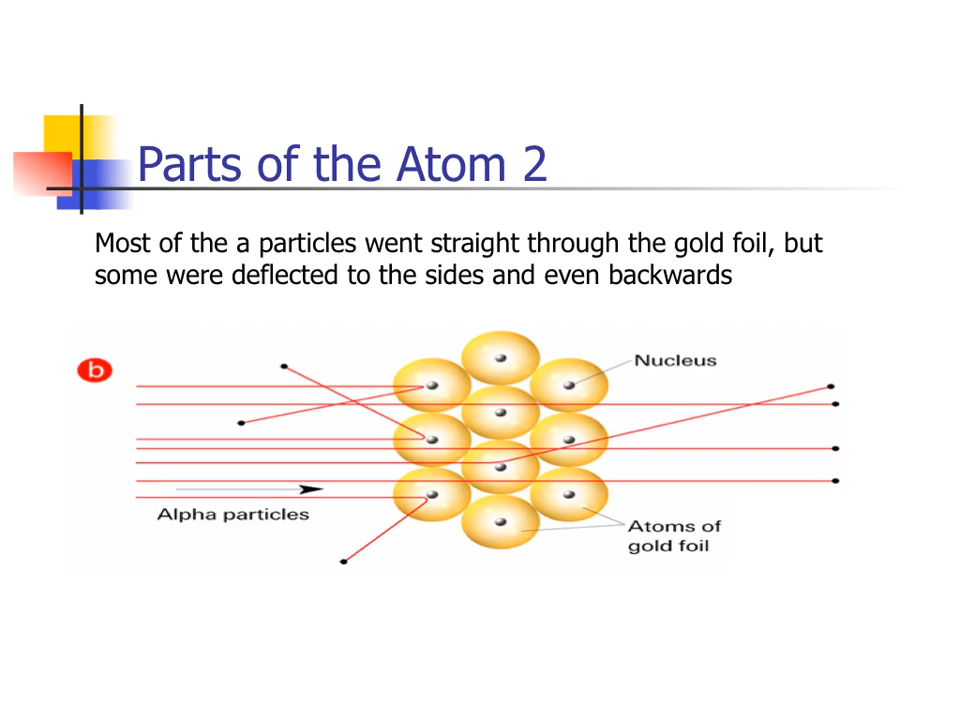 Parts of the Atom 2
Most of the a particles went straight through the gold foil, but
some were deflected to the sides and even backwards
b
Nucleus
Alpha particles
Atoms of
gold foil